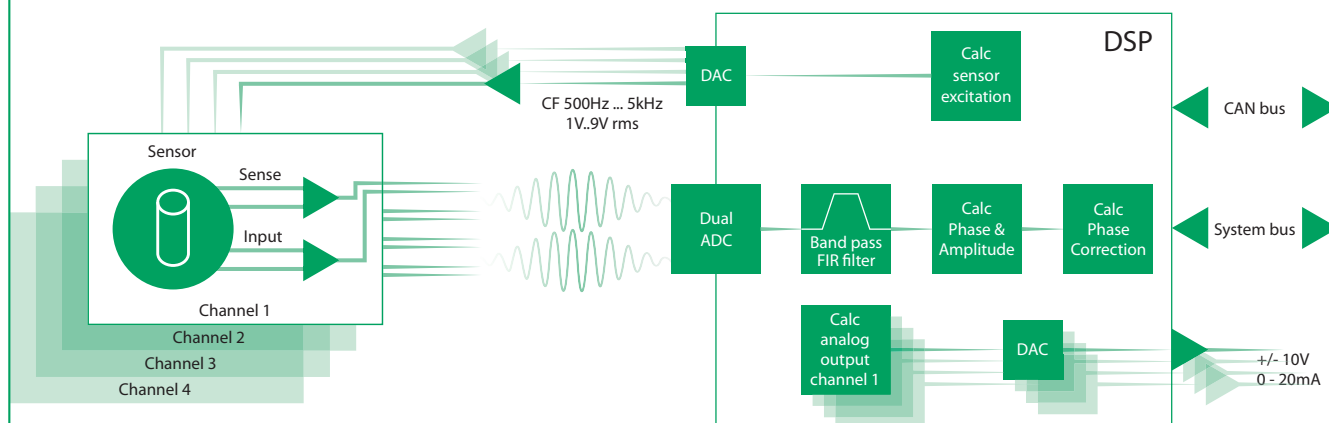 DSP
DAC
Calc
sensor
excitation
CF 500Hz ... 5kHz
1V..9V rms
CAN bus
Sensor
Sense
Input
Channel 1
Channel 2
Channel 3
Channel 4
Dual
ADC
Band pass
FIR filter
Calc
Phase &
Amplitude
Calc
Phase
Correction
System bus
Calc
analog
output
channel 1
DAC
+/- 10V
0 - 20mA